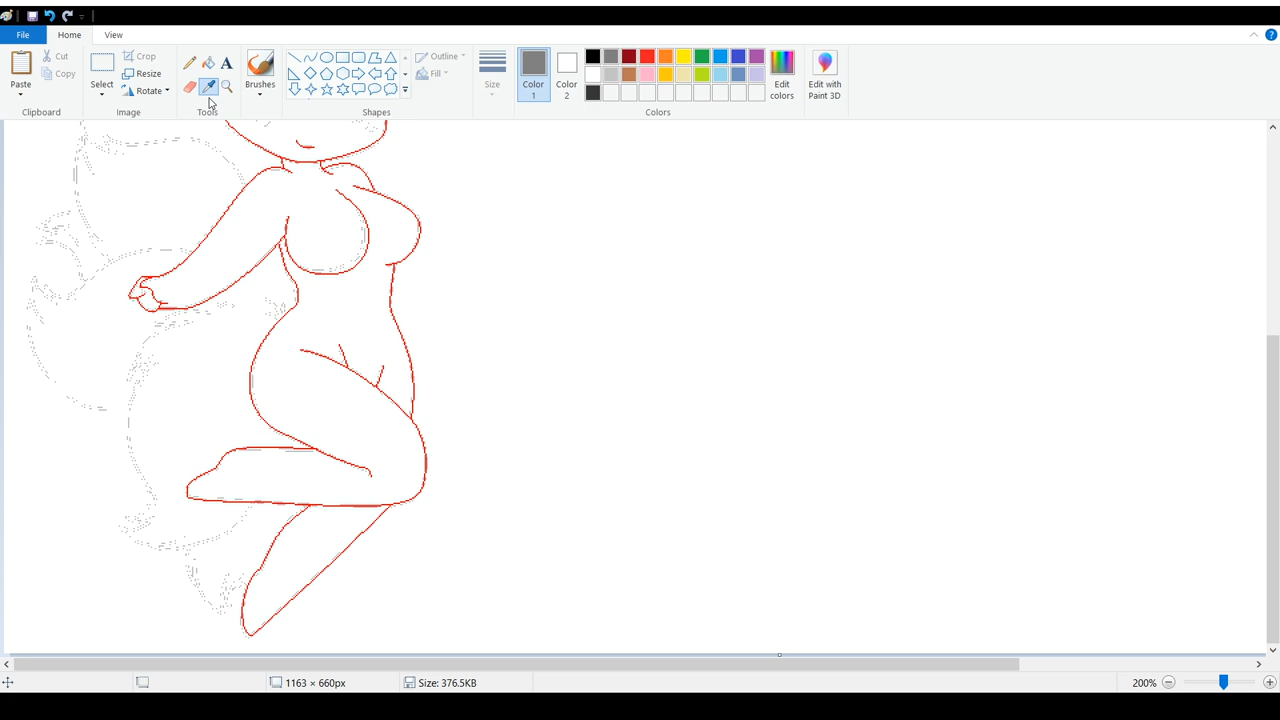 File Home View
Paste
Cut
Copy
Clipboard
Select
Crop
Resize
Rotate
Image
A
Tools
Brushes
Outline
Fill
Shapes
Size
Color 1
Color 2
Edit colors
Colors
Edit with Paint 3D
?
1163 × 660px
Size: 376.5KB
200%